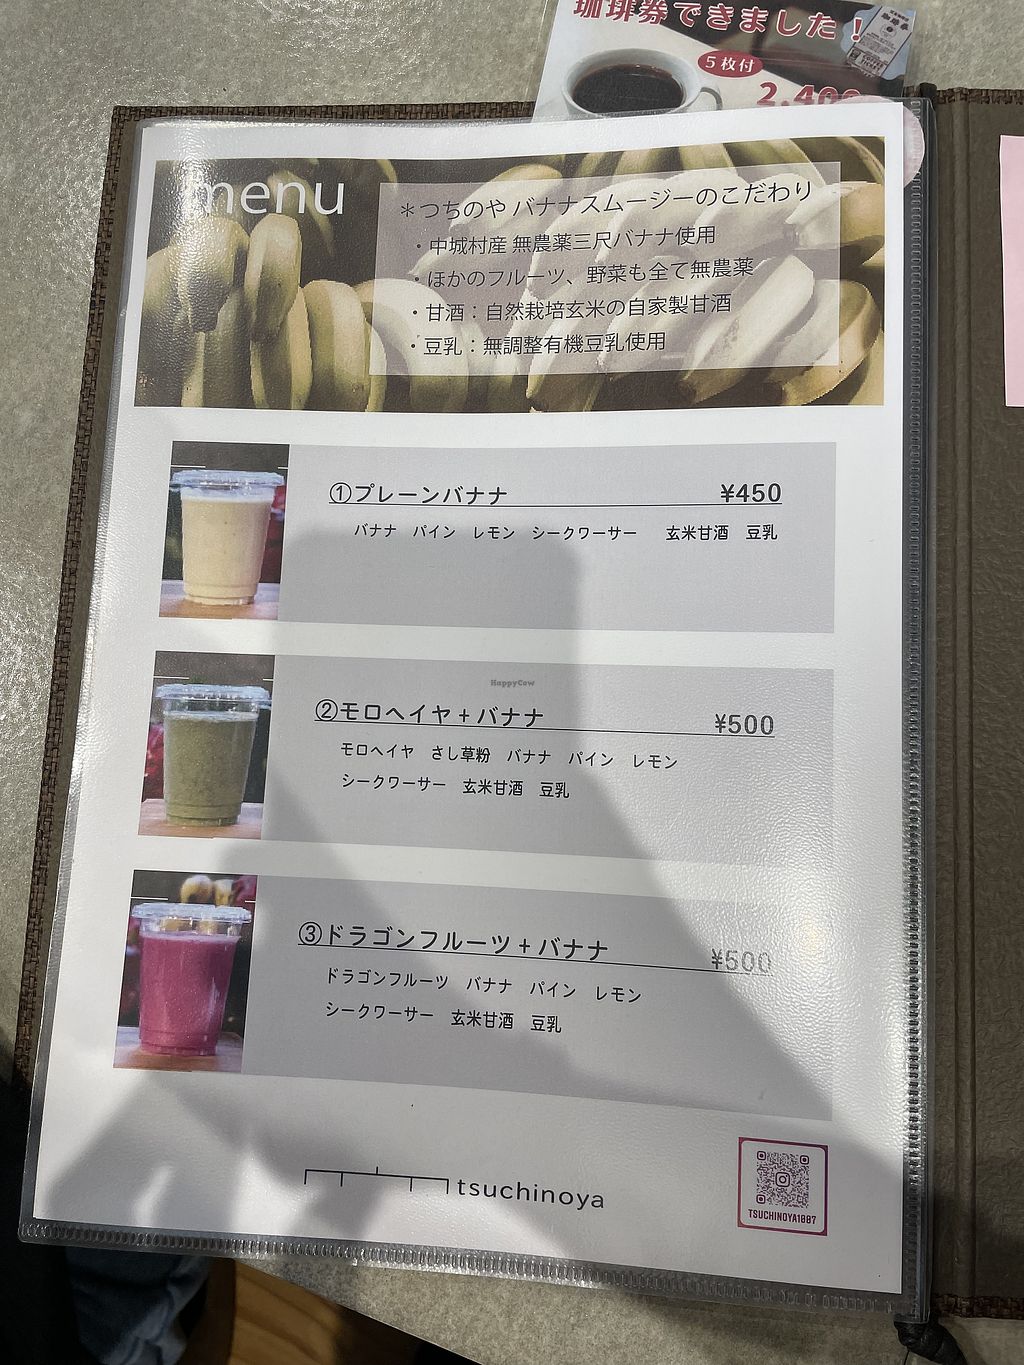 珈琲券できました!
5枚付
2,400
menu
＊つちのや バナナスムージーのこだわり
・中城村産 無農薬三尺バナナ使用
・ほかのフルーツ、野菜も全て無農薬
・甘酒：自然栽培玄米の自家製甘酒
・豆乳：無調整有機豆乳使用
①プレーンバナナ ¥450
バナナ パイン レモン シークワーサー 玄米甘酒 豆乳
HappyCow
②モロヘイヤ+バナナ ¥500
モロヘイヤ さし草粉 バナナ パイン レモン
シークワーサー 玄米甘酒 豆乳
③ドラゴンフルーツ+バナナ ¥500
ドラゴンフルーツ バナナ パイン レモン
シークワーサー 玄米甘酒 豆乳
tsuchinoya
TSUCHINOYA1007